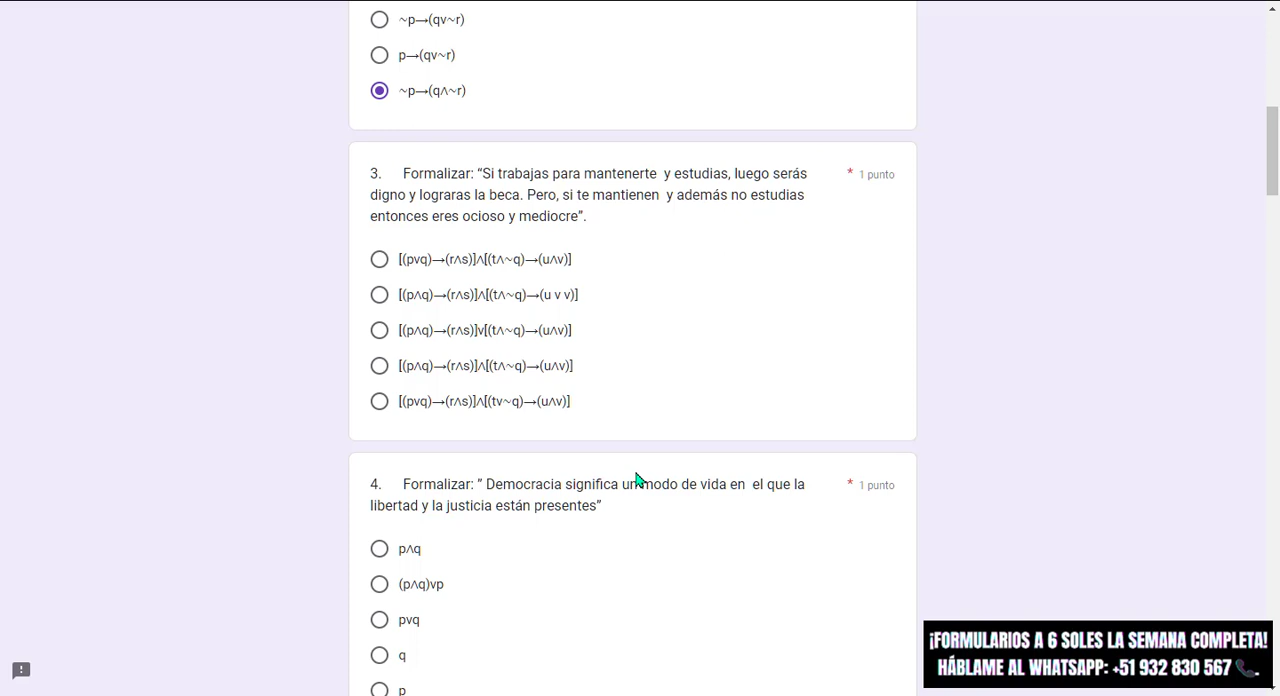 ~p→(qv~r)
p→(qv~r)
~p→(q∧~r)
3. Formalizar: “Si trabajas para mantenerte y estudias, luego serás
digno y lograras la beca. Pero, si te mantienen y además no estudias
entonces eres ocioso y mediocre”.
* 1 punto
[(pvq)→(r∧s)]∧[(t∧~q)→(u∧v)]
[(p∧q)→(r∧s)]∧[(t∧~q)→(u v v)]
[(p∧q)→(r∧s)]v[(t∧~q)→(u∧v)]
[(p∧q)→(r∧s)]∧[(t∧~q)→(u∧v)]
[(pvq)→(r∧s)]∧[(tv~q)→(u∧v)]
4. Formalizar: ” Democracia significa un modo de vida en el que la
libertad y la justicia están presentes”
* 1 punto
p∧q
(p∧q)vp
pvq
q
p
¡FORMULARIOS A 6 SOLES LA SEMANA COMPLETA!
HÁBLAME AL WHATSAPP: +51 932 830 567 📞.